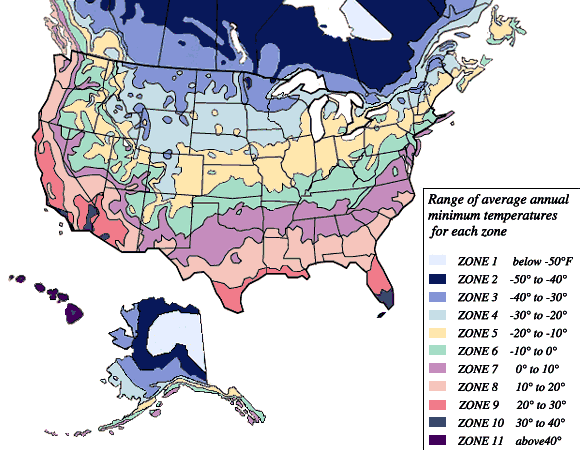 Range of average annual
minimum temperatures
for each zone
ZONE 1 below -50°F
ZONE 2 -50° to -40°
ZONE 3 -40° to -30°
ZONE 4 -30° to -20°
ZONE 5 -20° to -10°
ZONE 6 -10° to 0°
ZONE 7 0° to 10°
ZONE 8 10° to 20°
ZONE 9 20° to 30°
ZONE 10 30° to 40°
ZONE 11 above40°